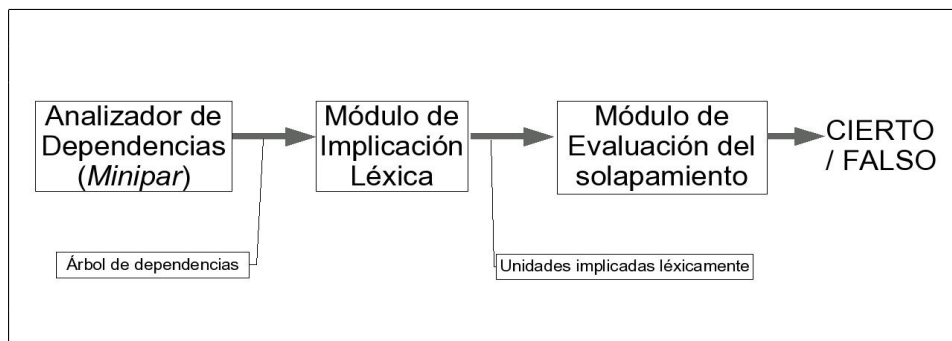 Analizador de
Dependencias
(Minipar)
Módulo de
Implicación
Léxica
Módulo de
Evaluación del
solapamiento
CIERTO
/ FALSO
Árbol de dependencias
Unidades implicadas léxicamente